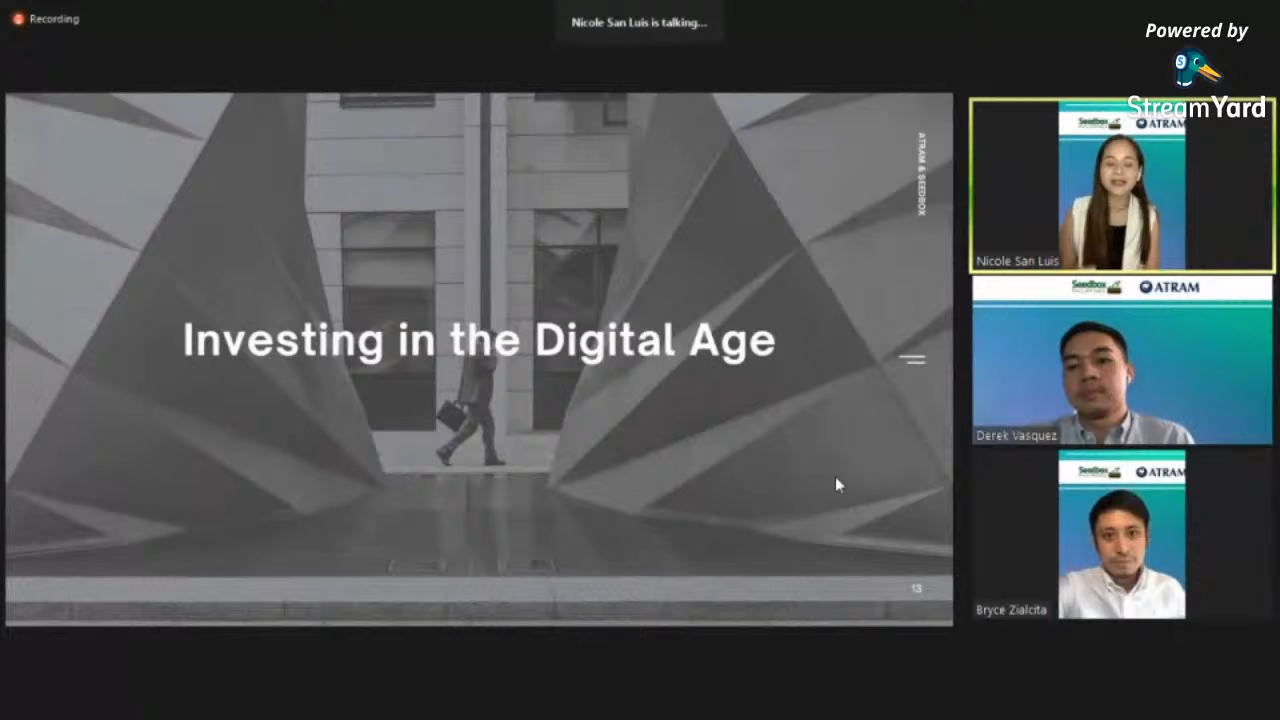 Recording
Nicole San Luis is talking...
Powered by
StreamYard
ATRAM & SEEDBOX
Investing in the Digital Age
13
Seedbox
ATRAM
Nicole San Luis
Seedbox
PHILIPPINES
ATRAM
Derek Vasquez
Seedbox
ATRAM
Bryce Zialcita